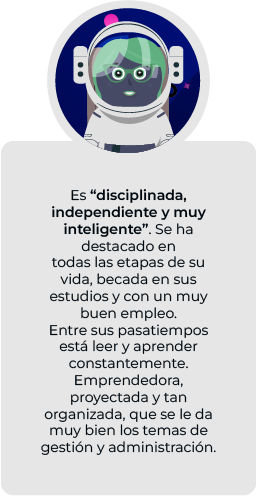 Es “disciplinada,
independiente y muy
inteligente”. Se ha
destacado en
todas las etapas de su
vida, becada en sus
estudios y con un muy
buen empleo.
Entre sus pasatiempos
está leer y aprender
constantemente.
Emprendedora,
proyectada y tan
organizada, que se le da
muy bien los temas de
gestión y administración.